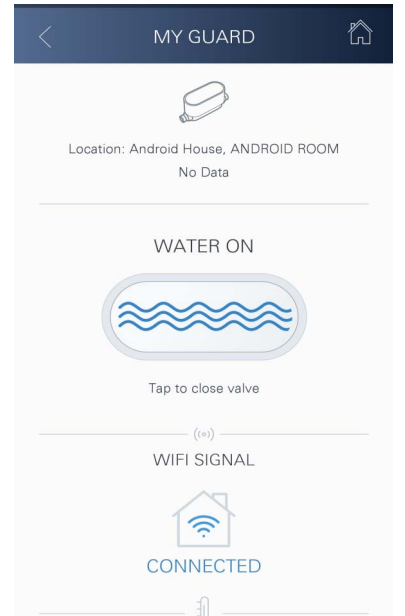 MY GUARD
Location: Android House, ANDROID ROOM
No Data
WATER ON
Tap to close valve
WIFI SIGNAL
CONNECTED